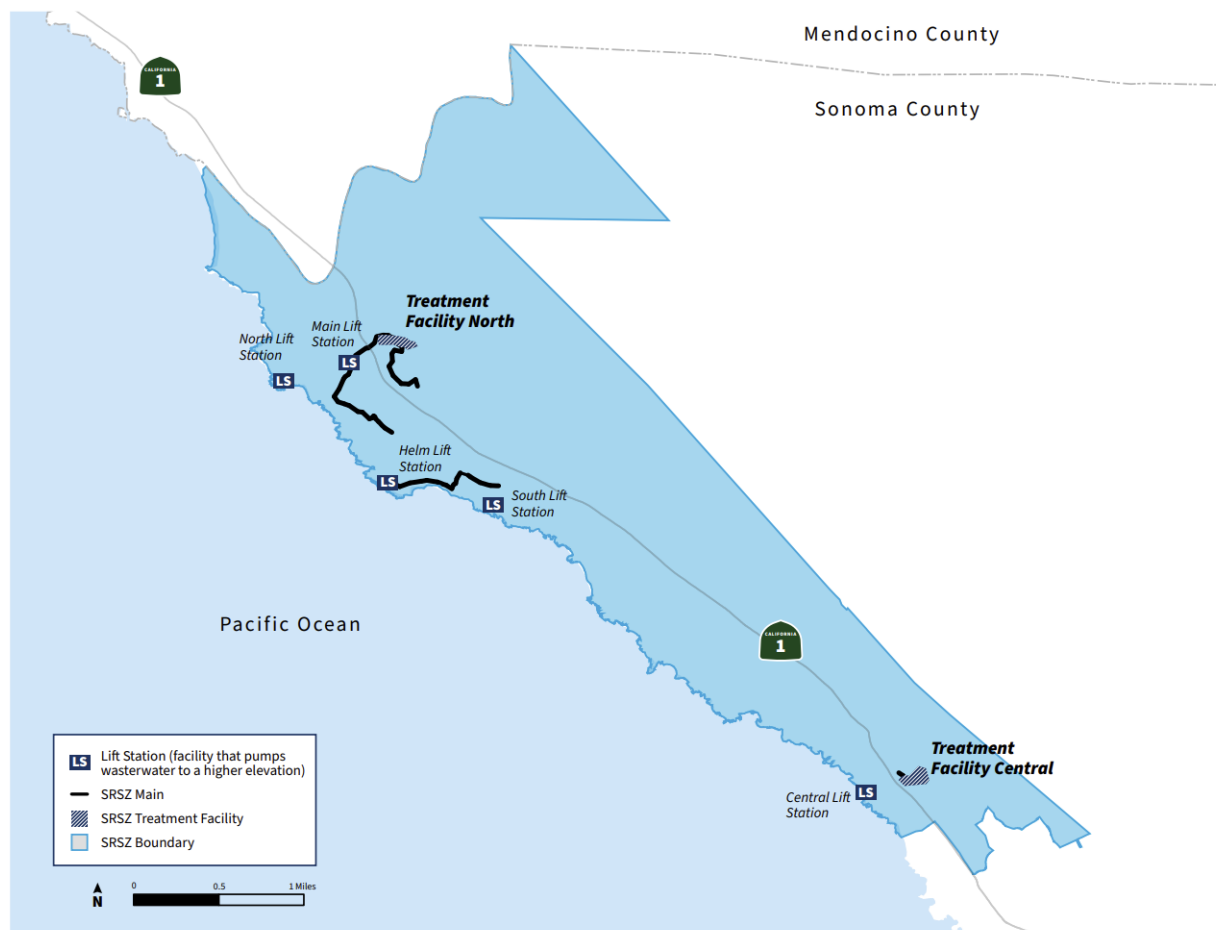 Mendocino County
CALIFORNIA
1
Sonoma County
Treatment
Facility North
Main Lift
Station
North Lift
Station
LS
LS
Helm Lift
Station
LS
South Lift
Station
LS
Pacific Ocean
CALIFORNIA
1
Treatment
Facility Central
Central Lift
Station
LS
LS
Lift Station (facility that pumps
wasterwater to a higher elevation)
SRSZ Main
SRSZ Treatment Facility
SRSZ Boundary
N
0
0.5
1 Miles